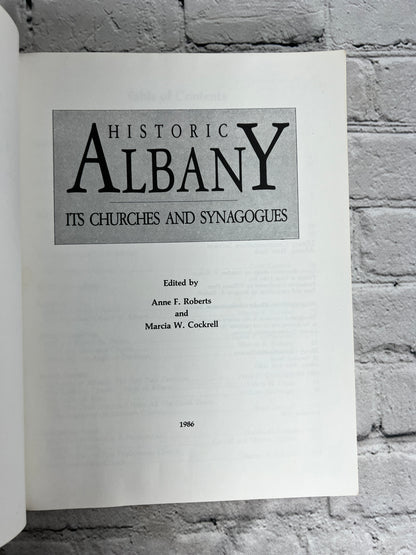 HISTORIC
ALBANY
ITS CHURCHES AND SYNAGOGUES
Edited by
Anne F. Roberts
and
Marcia W. Cockrell
1986